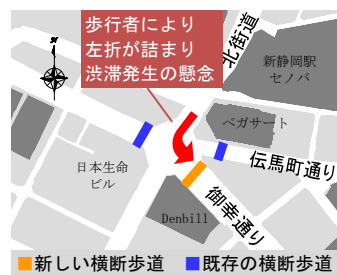 歩行者により
左折が詰まり
渋滞発生の懸念
北街道
新静岡駅
セノバ
ペガサート
伝馬町通り
日本生命
ビル
御幸通り
Denbill
新しい横断歩道
既存の横断歩道